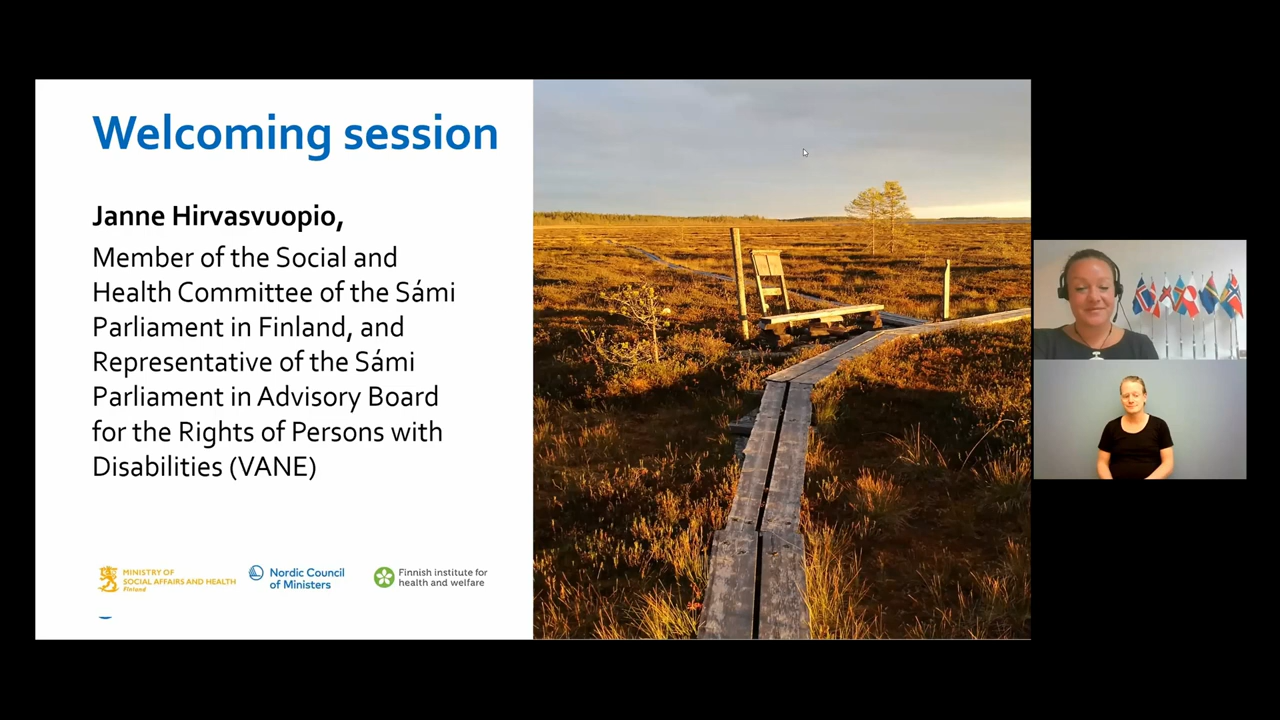 Welcoming session
Janne Hirvasvuopio,
Member of the Social and
Health Committee of the Sámi
Parliament in Finland, and
Representative of the Sámi
Parliament in Advisory Board
for the Rights of Persons with
Disabilities (VANE)
MINISTRY OF
SOCIAL AFFAIRS AND HEALTH
Finland
Nordic Council
of Ministers
Finnish institute for
health and welfare